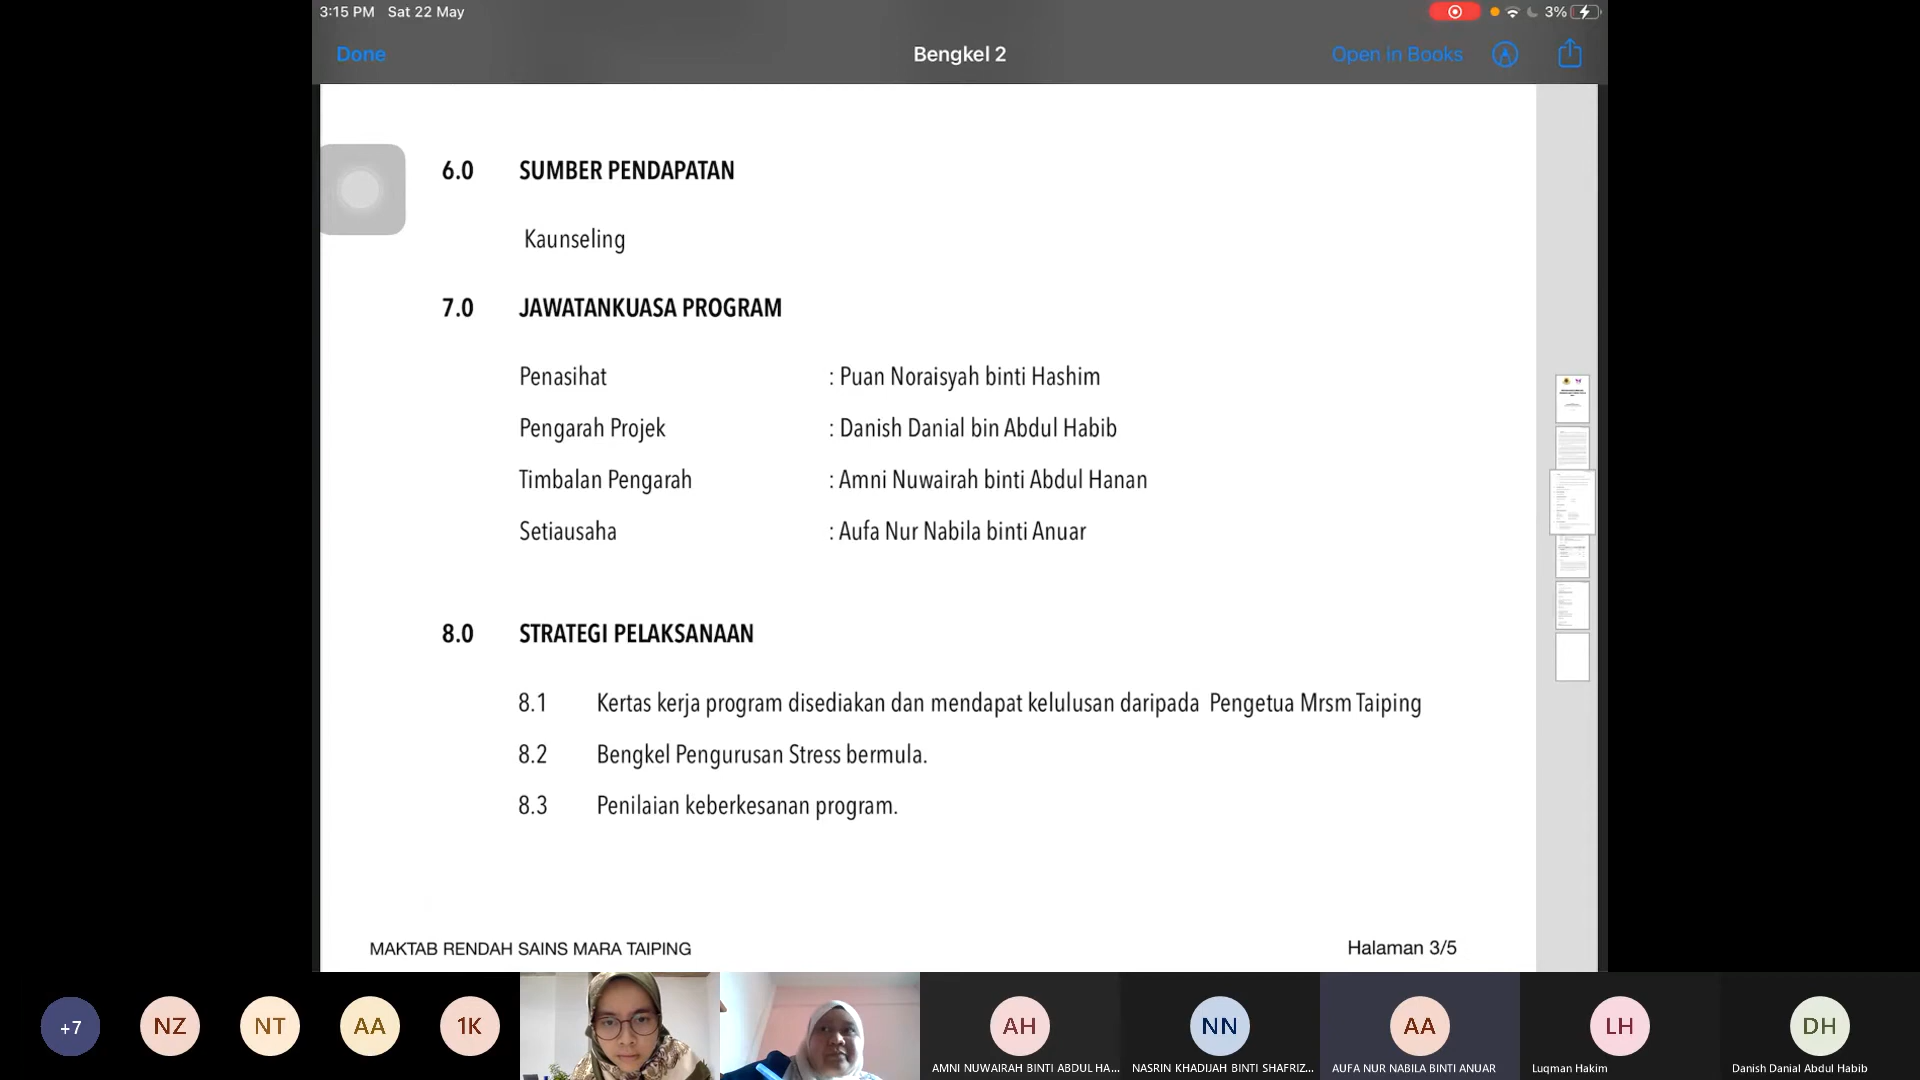 3:15 PM Sat 22 May
3%
Done
Bengkel 2
Open in Books
6.0 SUMBER PENDAPATAN
Kaunseling
7.0 JAWATANKUASA PROGRAM
Penasihat : Puan Noraisyah binti Hashim
Pengarah Projek : Danish Danial bin Abdul Habib
Timbalan Pengarah : Amni Nuwairah binti Abdul Hanan
Setiausaha : Aufa Nur Nabila binti Anuar
8.0 STRATEGI PELAKSANAAN
8.1 Kertas kerja program disediakan dan mendapat kelulusan daripada Pengetua Mrsm Taiping
8.2 Bengkel Pengurusan Stress bermula.
8.3 Penilaian keberkesanan program.
MAKTAB RENDAH SAINS MARA TAIPING
Halaman 3/5
+7
NZ
NT
AA
1K
AH
NN
AA
LH
DH
AMNI NUWAIRAH BINTI ABDUL HA...
NASRIN KHADIJAH BINTI SHAFRIZ...
AUFA NUR NABILA BINTI ANUAR
Luqman Hakim
Danish Danial Abdul Habib